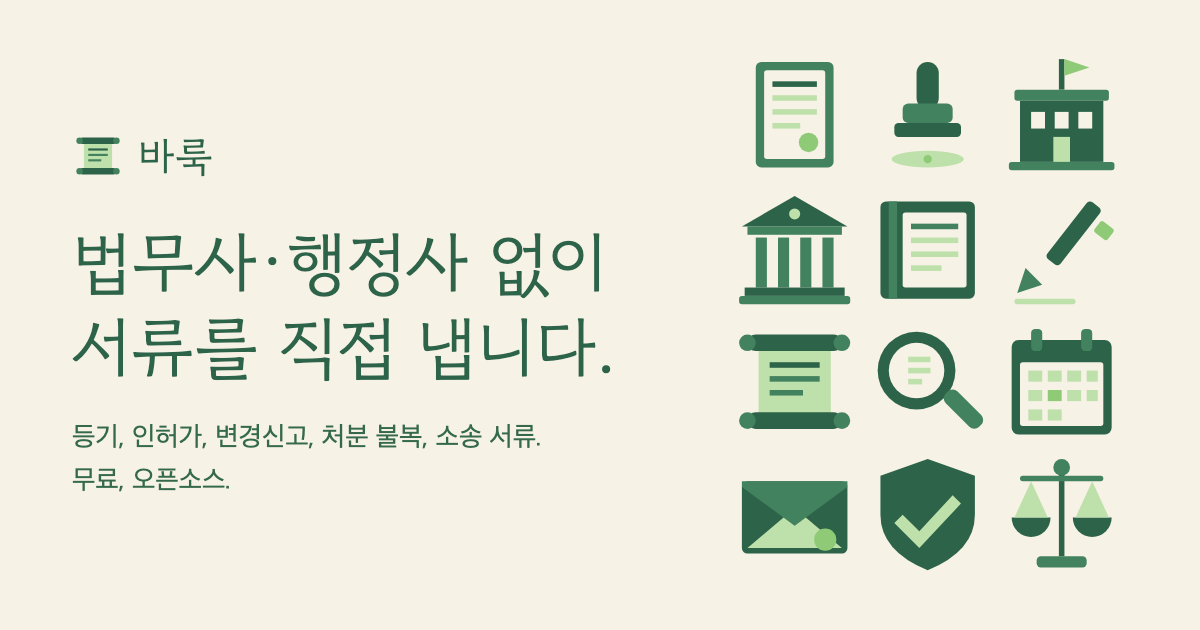 바룩
법무사·행정사 없이
서류를 직접 냅니다.
등기, 인허가, 변경신고, 처분 불복, 소송 서류.
무료, 오픈소스.